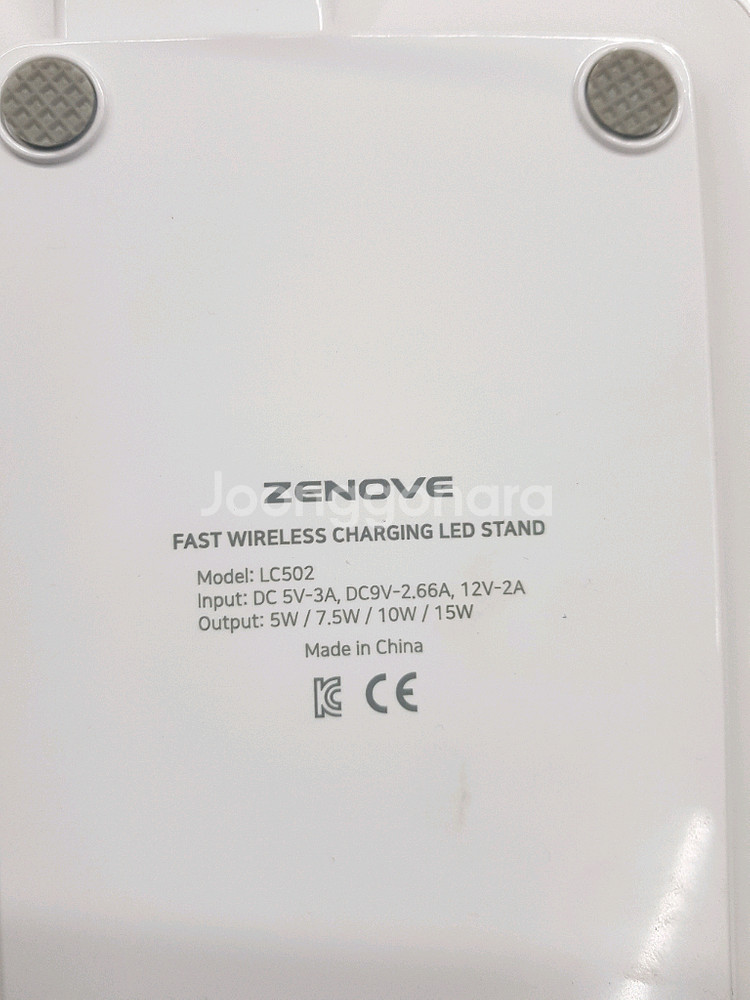 ZENOVE
Joonggonara
FAST WIRELESS CHARGING LED STAND
Model: LC502
Input: DC 5V-3A, DC9V-2.66A, 12V-2A
Output: 5W / 7.5W / 10W / 15W
Made in China
KC CE